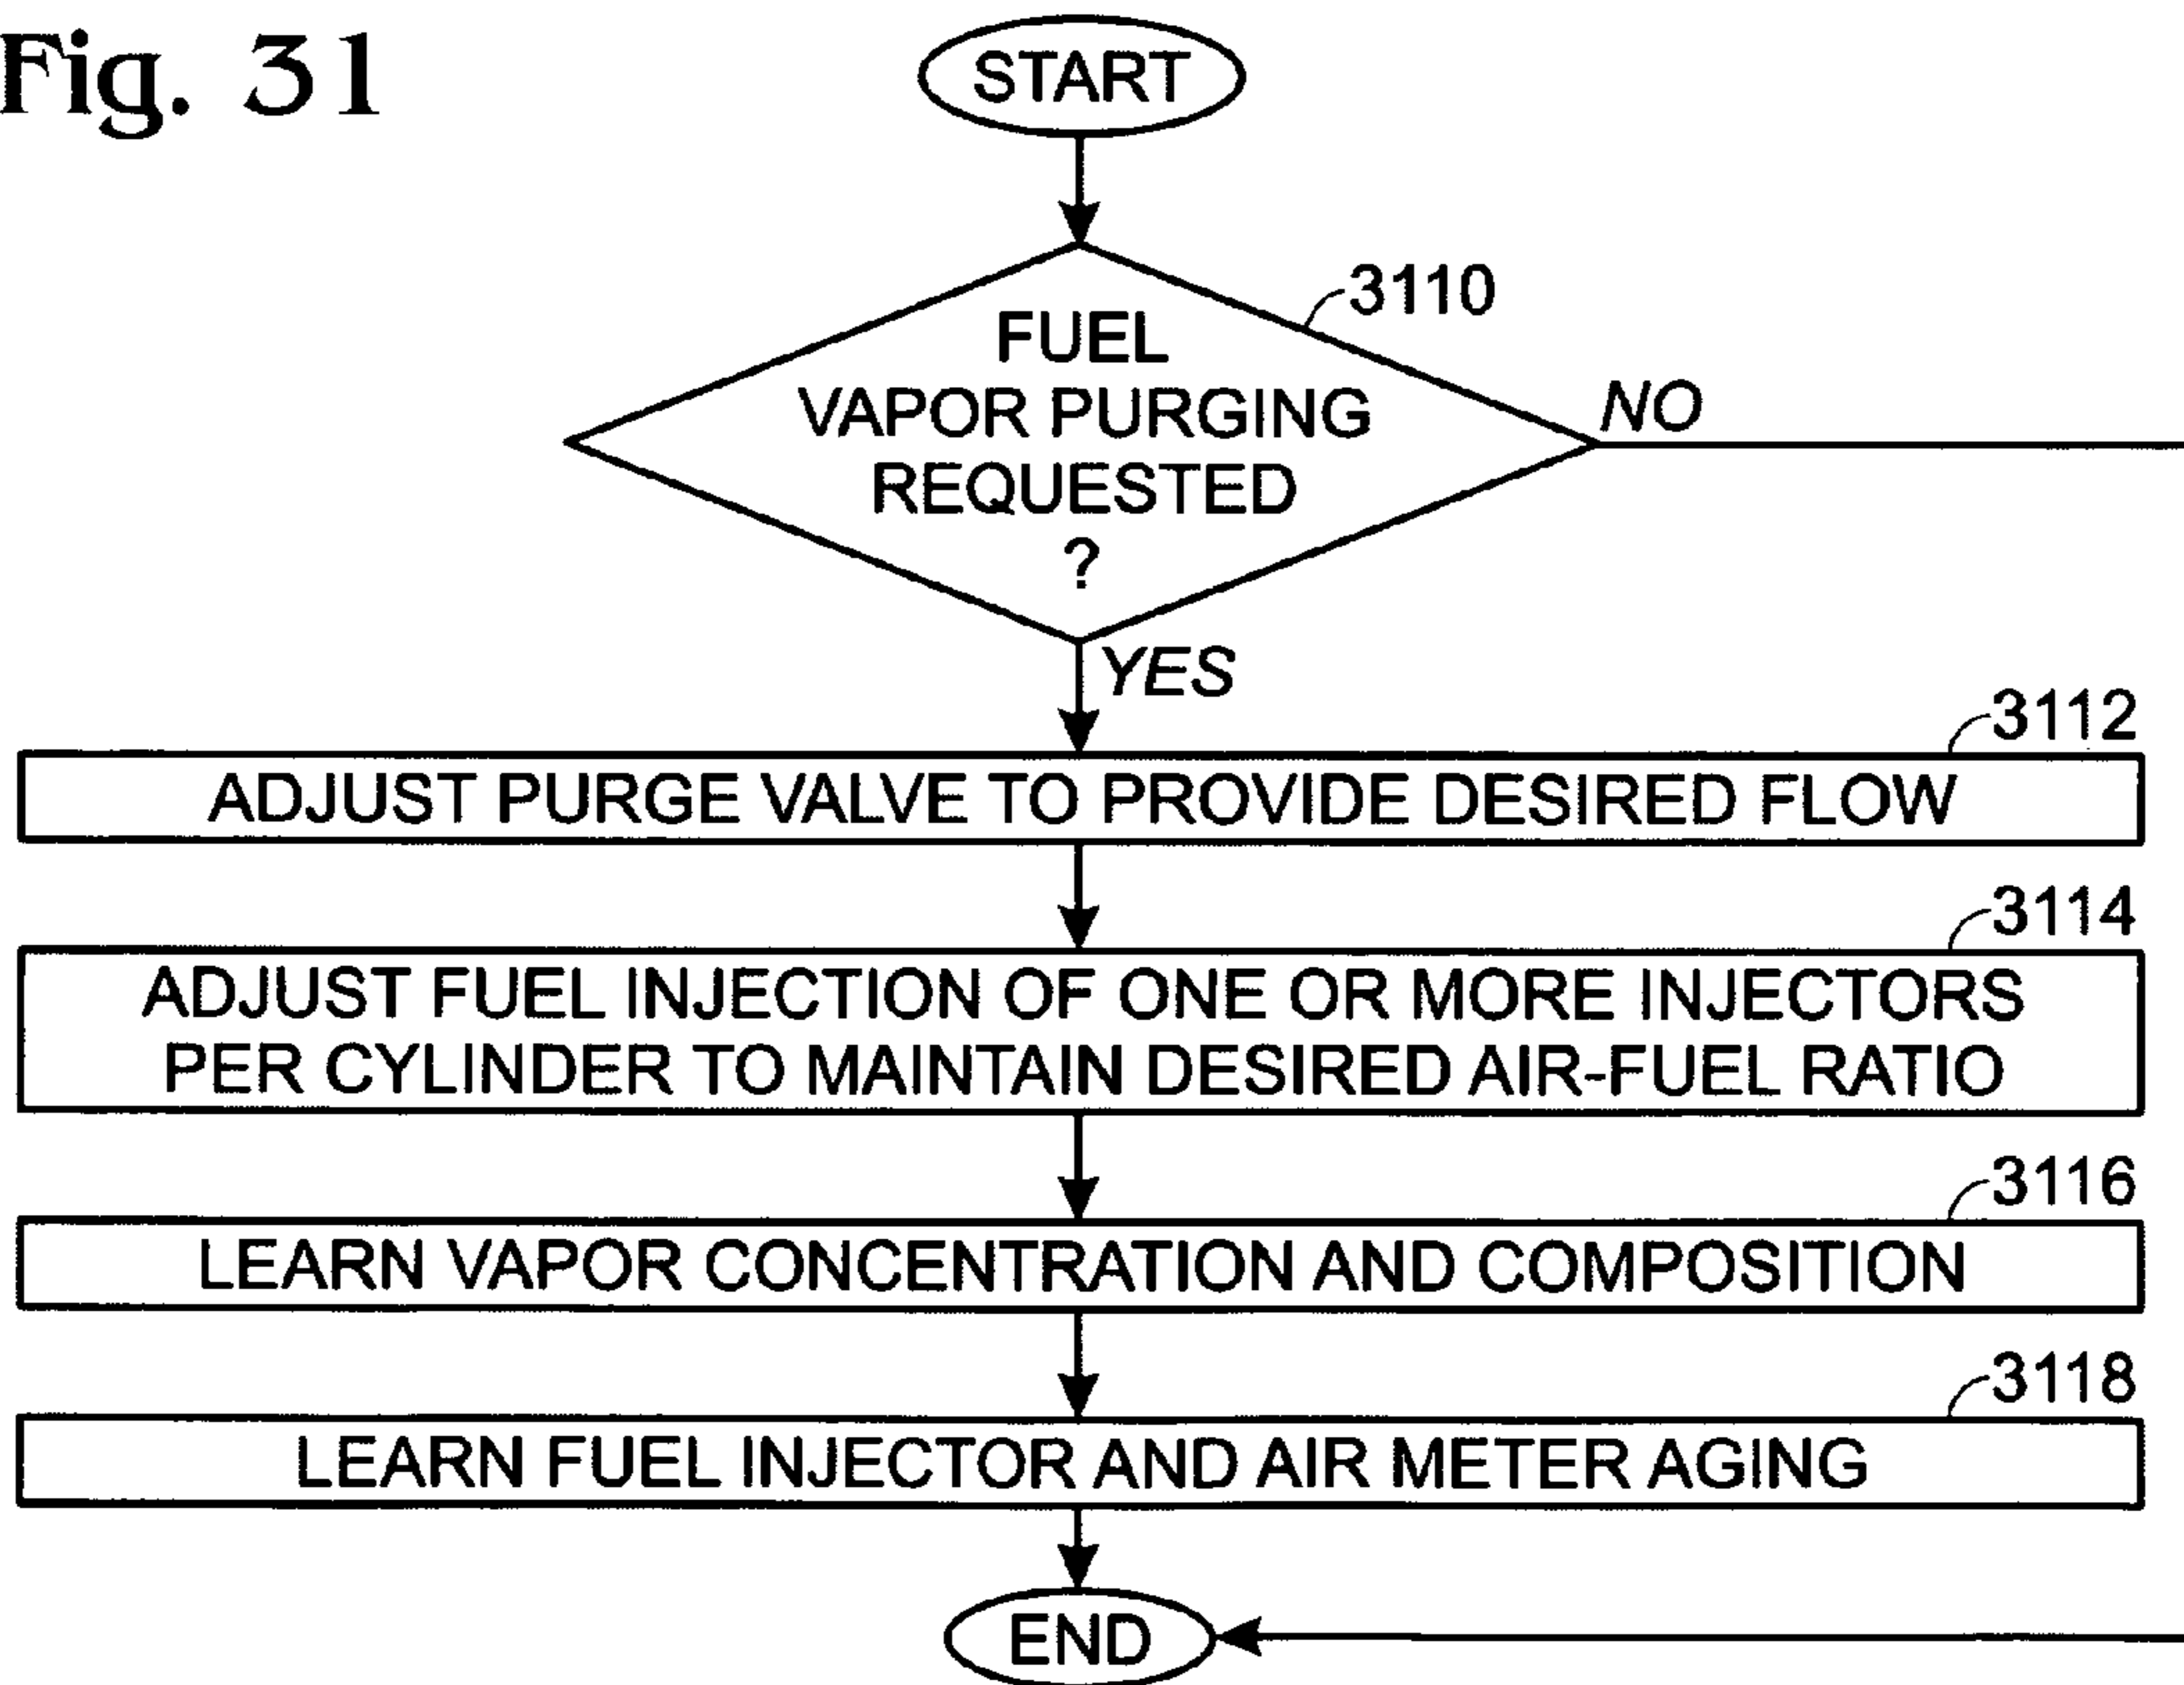 Fig. 31
START
3110
FUEL
VAPOR PURGING
REQUESTED
?
NO
YES
3112
ADJUST PURGE VALVE TO PROVIDE DESIRED FLOW
3114
ADJUST FUEL INJECTION OF ONE OR MORE INJECTORS
PER CYLINDER TO MAINTAIN DESIRED AIR-FUEL RATIO
3116
LEARN VAPOR CONCENTRATION AND COMPOSITION
3118
LEARN FUEL INJECTOR AND AIR METER AGING
END